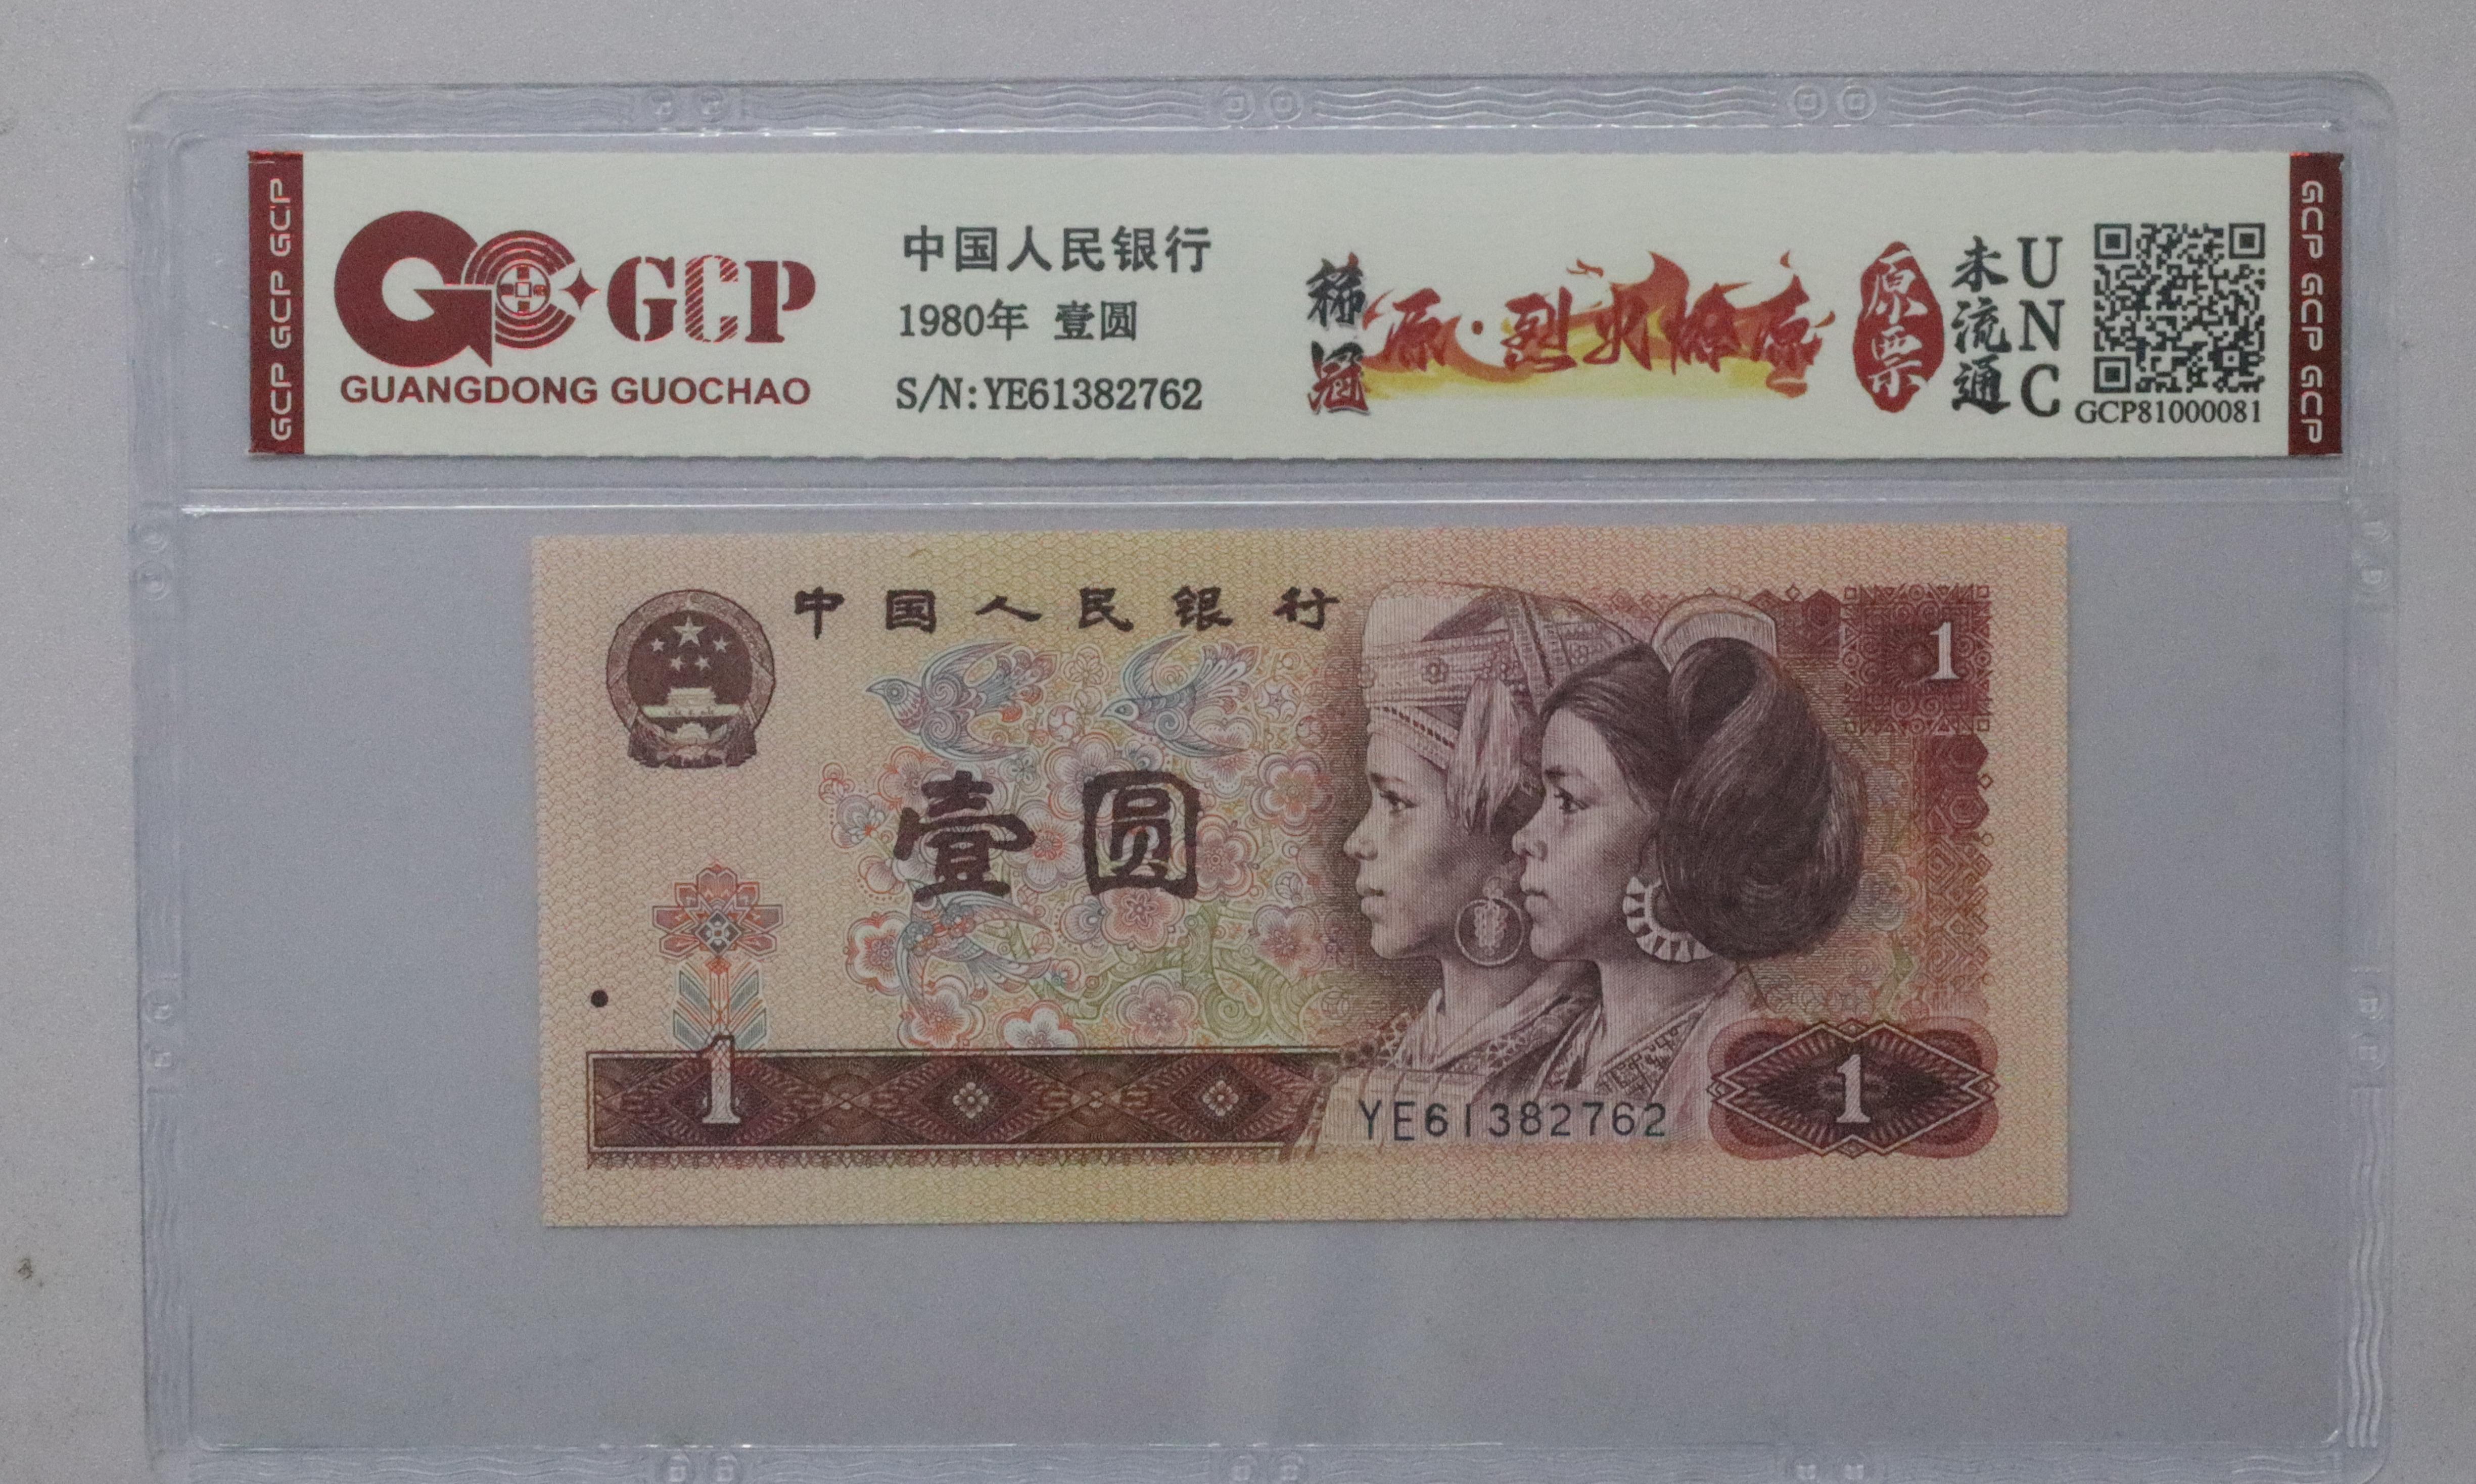 GCP GCP GCP
GCP
GUANGDONG GUOCHAO
中国人民银行
1980年 壹圆
S/N:YE61382762
稀冠
源·烈火燎原
原票
未流通
UNC
GCP81000081
GCP GCP GCP
中国人民银行
1
壹圆
1
YE61382762
1